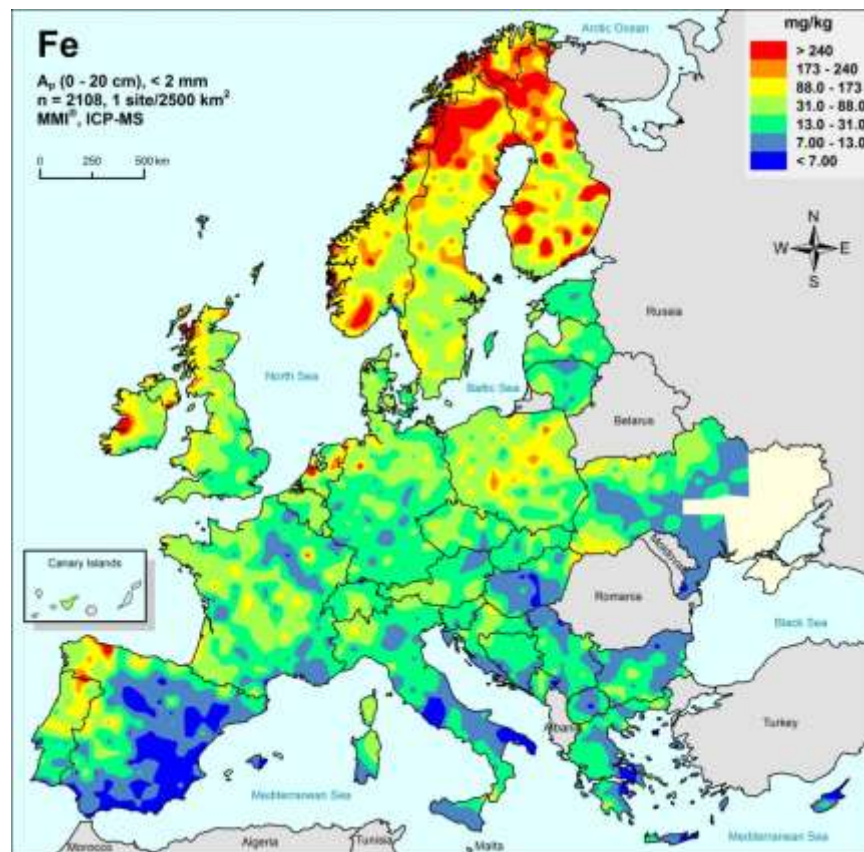 Fe
Aₚ (0 - 20 cm), < 2 mm
n = 2108, 1 site/2500 km²
MMI®, ICP-MS
0 250 500 km
mg/kg
> 240
173 - 240
88.0 - 173
31.0 - 88.0
13.0 - 31.0
7.00 - 13.0
< 7.00
Arctic Ocean
N
W E
S
Russia
North Sea
Baltic Sea
Belarus
Canary Islands
Moldova
Romania
Black Sea
Albania
Turkey
Mediterranean Sea
Mediterranean Sea
Morocos
Algeria
Tunisia
Malta